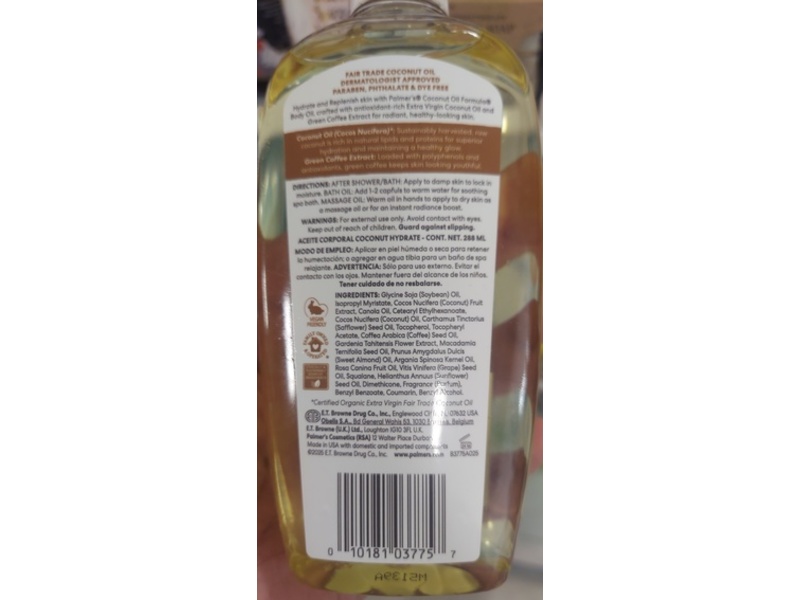 FAIR TRADE COCONUT OIL
DERMATOLOGIST APPROVED
PARABEN, PHTHALATE & DYE FREE
Hydrate and Replenish skin with Palmer's® Coconut Oil Formula®
Body Oil, crafted with antioxidant-rich Extra Virgin Coconut Oil and
Green Coffee Extract for radiant, healthy-looking skin.
Coconut Oil (Cocos Nucifera)*: Sustainably harvested, raw
coconut is rich in natural lipids and proteins for superior
hydration and maintaining a healthy glow.
Green Coffee Extract: Loaded with polyphenols and
antioxidants, green coffee keeps skin looking youthful.
DIRECTIONS: AFTER SHOWER/BATH: Apply to damp skin to lock in
moisture. BATH OIL: Add 1-2 capfuls to warm water for soothing
spa bath. MASSAGE OIL: Warm oil in hands to apply to dry skin as
a massage oil or for an instant radiance boost.
WARNINGS: For external use only. Avoid contact with eyes.
Keep out of reach of children. Guard against slipping.
ACEITE CORPORAL COCONUT HYDRATE - CONT. NET. 288 ML
MODO DE EMPLEO: Aplicar en piel húmeda o seca para retener
la humectación; o agregar en agua tibia para un baño de spa
relajante. ADVERTENCIA: Sólo para uso externo. Evitar el
contacto con los ojos. Mantener fuera del alcance de los niños.
Tener cuidado de no resbalarse.
INGREDIENTS: Glycine Soja (Soybean) Oil,
Isopropyl Myristate, Cocos Nucifera (Coconut) Fruit
Extract, Canola Oil, Cetearyl Ethylhexanoate,
Cocos Nucifera (Coconut) Oil, Carthamus Tinctorius
(Safflower) Seed Oil, Tocopherol, Tocopheryl
Acetate, Coffea Arabica (Coffee) Seed Oil,
Gardenia Tahitensis Flower Extract, Macadamia
Ternifolia Seed Oil, Prunus Amygdalus Dulcis
(Sweet Almond) Oil, Argania Spinosa Kernel Oil,
Rosa Canina Fruit Oil, Vitis Vinifera (Grape) Seed
Oil, Squalane, Helianthus Annuus (Sunflower)
Seed Oil, Dimethicone, Fragrance (Parfum),
Benzyl Benzoate, Coumarin, Benzyl Alcohol.
VEGAN
FRIENDLY
*Certified Organic Extra Virgin Fair Trade Coconut Oil
E.T. Browne Drug Co., Inc., Englewood 07632 USA
Obelis S.A., Bd General Wahis 53, 1030 Belgium
E.T. Browne (U.K.) Ltd., Loughton IG10 3FL U.K.
Palmer's Cosmetics (RSA) 12 Walter Place Durban
Made in USA with domestic and imported components
E.T. Browne Drug Co., Inc. www.palmers
0 10181 03775 7
MS139A